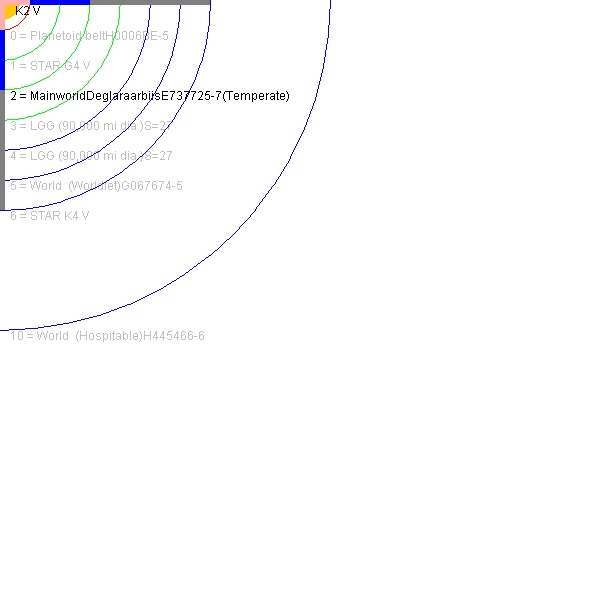 K2 V
0 = Planetoid beltH0006BE-5
1 = STAR G4 V
2 = MainworldDeglaraarbiisE737725-7(Temperate)
3 = LGG (90,000 mi dia.)S=27
4 = LGG (90,000 mi dia.)S=27
5 = World (Worldlet)G067674-5
6 = STAR K4 V
10 = World (Hospitable)H445466-6